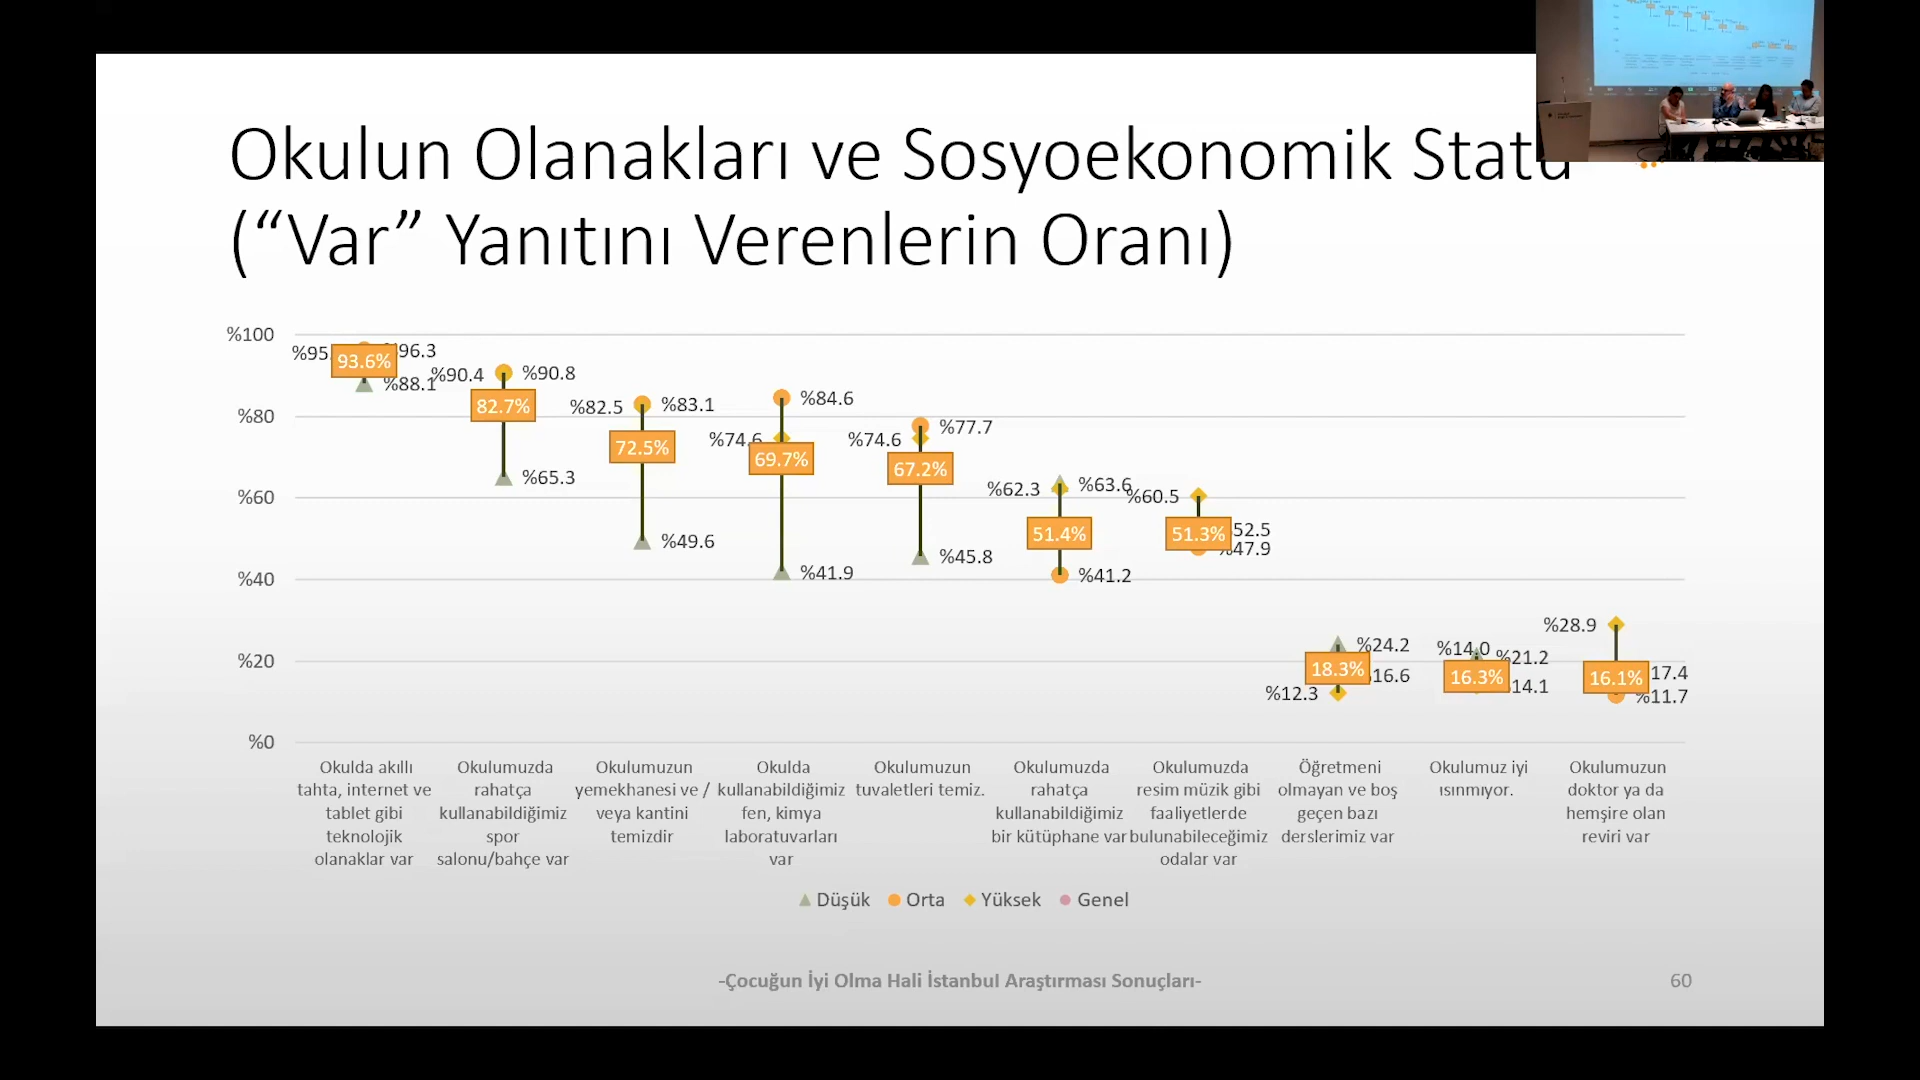 Okulun Olanakları ve Sosyoekonomik Statü
(“Var” Yanıtını Verenlerin Oranı)
%100
%80
%60
%40
%20
%0
93.6%
%96.3
%88.1
%90.4
%90.8
82.7%
%65.3
%82.5
%83.1
72.5%
%49.6
%84.6
%74.6
69.7%
%41.9
%77.7
%74.6
67.2%
%45.8
%62.3
%63.6
51.4%
%41.2
%60.5
51.3%
52.5
%47.9
%24.2
18.3%
16.6
%12.3
%14.0
%21.2
16.3%
14.1
%28.9
16.1%
17.4
%11.7
Okulda akıllı
tahta, internet ve
tablet gibi
teknolojik
olanaklar var
Okulumuzda
rahatça
kullanabildiğimiz
spor
salonu/bahçe var
Okulumuzun
yemekhanesi ve /
veya kantini
temizdir
Okulda
kullanabildiğimiz
fen, kimya
laboratuvarları
var
Okulumuzun
tuvaletleri temiz.
Okulumuzda
rahatça
kullanabildiğimiz
bir kütüphane var
Okulumuzda
resim müzik gibi
faaliyetlerde
bulunabileceğimiz
odalar var
Öğretmeni
olmayan ve boş
geçen bazı
derslerimiz var
Okulumuz iyi
ısınmıyor.
Okulumuzun
doktor ya da
hemşire olan
reviri var
Düşük Orta Yüksek Genel
-Çocuğun İyi Olma Hali İstanbul Araştırması Sonuçları-
60